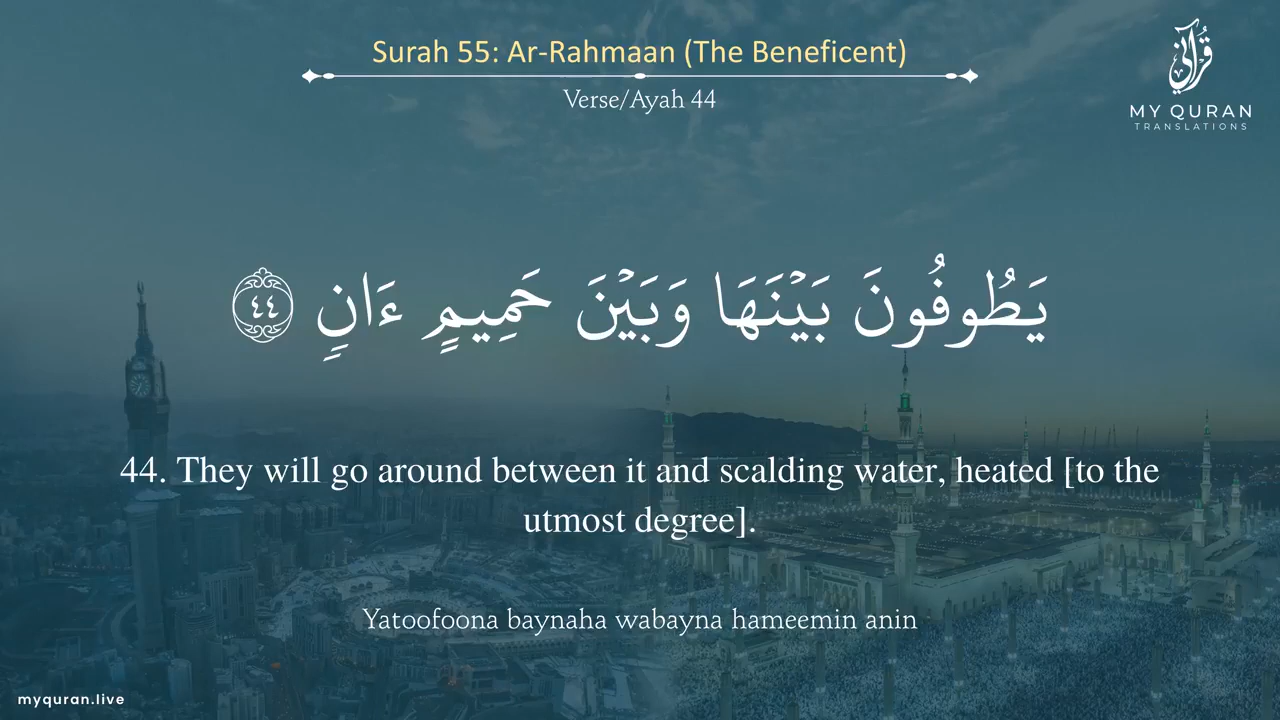 Surah 55: Ar-Rahmaan (The Beneficent)
Verse/Ayah 44
قرآني
MY QURAN
TRANSLATIONS
يَطُوفُونَ بَيْنَهَا وَبَيْنَ حَمِيمٍ ءَانٍ ٤٤
44. They will go around between it and scalding water, heated [to the
utmost degree].
Yatoofoona baynaha wabayna hameemin anin
myquran.live